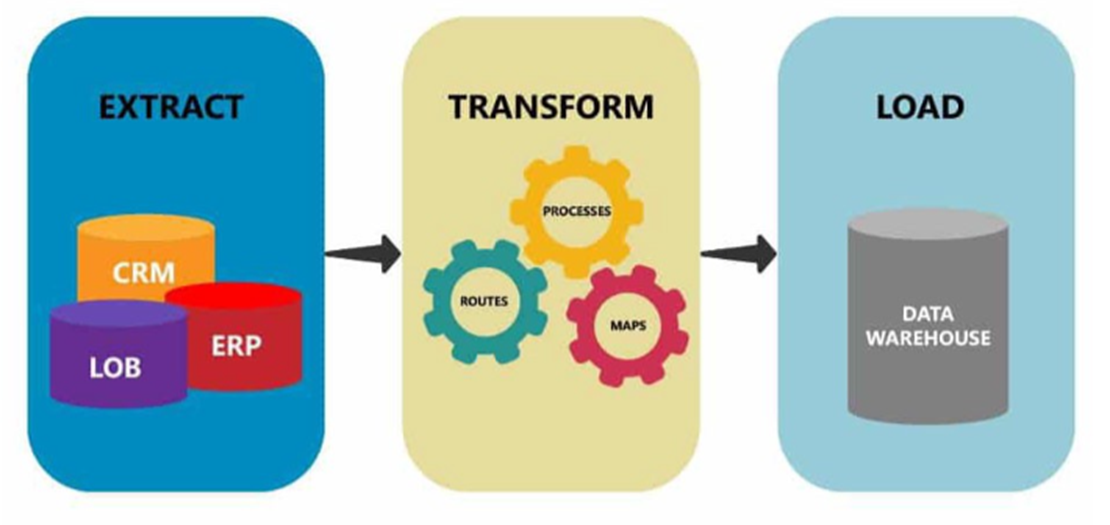 EXTRACT
CRM
ERP
LOB
TRANSFORM
PROCESSES
ROUTES
MAPS
LOAD
DATA
WAREHOUSE